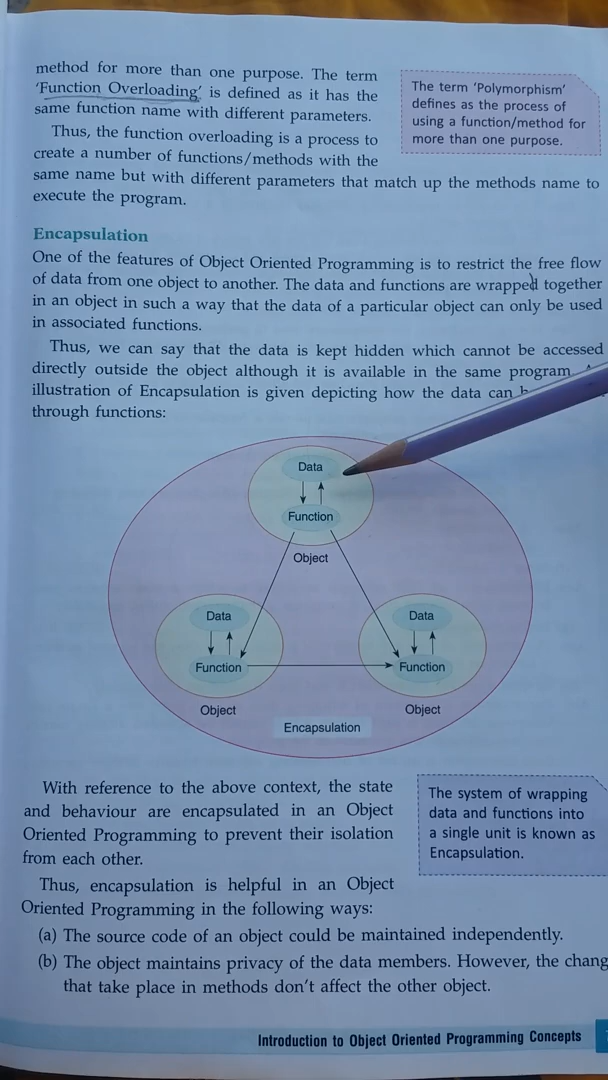 method for more than one purpose. The term
'Function Overloading' is defined as it has the
same function name with different parameters.
Thus, the function overloading is a process to
create a number of functions/methods with the
same name but with different parameters that match up the methods name to
execute the program.
The term 'Polymorphism'
defines as the process of
using a function/method for
more than one purpose.
Encapsulation
One of the features of Object Oriented Programming is to restrict the free flow
of data from one object to another. The data and functions are wrapped together
in an object in such a way that the data of a particular object can only be used
in associated functions.
Thus, we can say that the data is kept hidden which cannot be accessed
directly outside the object although it is available in the same program.
illustration of Encapsulation is given depicting how the data can
through functions:
Data
Function
Object
Data
Function
Object
Data
Function
Object
Encapsulation
With reference to the above context, the state
and behaviour are encapsulated in an Object
Oriented Programming to prevent their isolation
from each other.
The system of wrapping
data and functions into
a single unit is known as
Encapsulation.
Thus, encapsulation is helpful in an Object
Oriented Programming in the following ways:
(a) The source code of an object could be maintained independently.
(b) The object maintains privacy of the data members. However, the chang
that take place in methods don't affect the other object.
Introduction to Object Oriented Programming Concepts